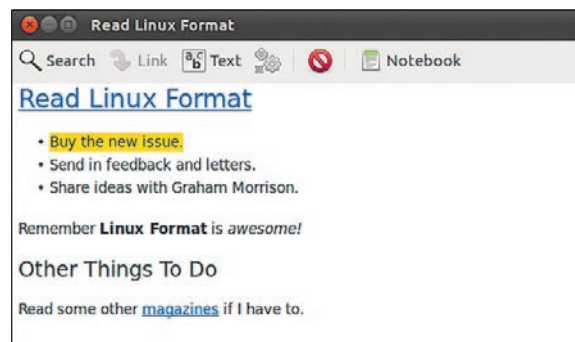 Read Linux Format
Search Link Text Notebook
Read Linux Format
• Buy the new issue.
• Send in feedback and letters.
• Share ideas with Graham Morrison.
Remember Linux Format is awesome!
Other Things To Do
Read some other magazines if I have to.